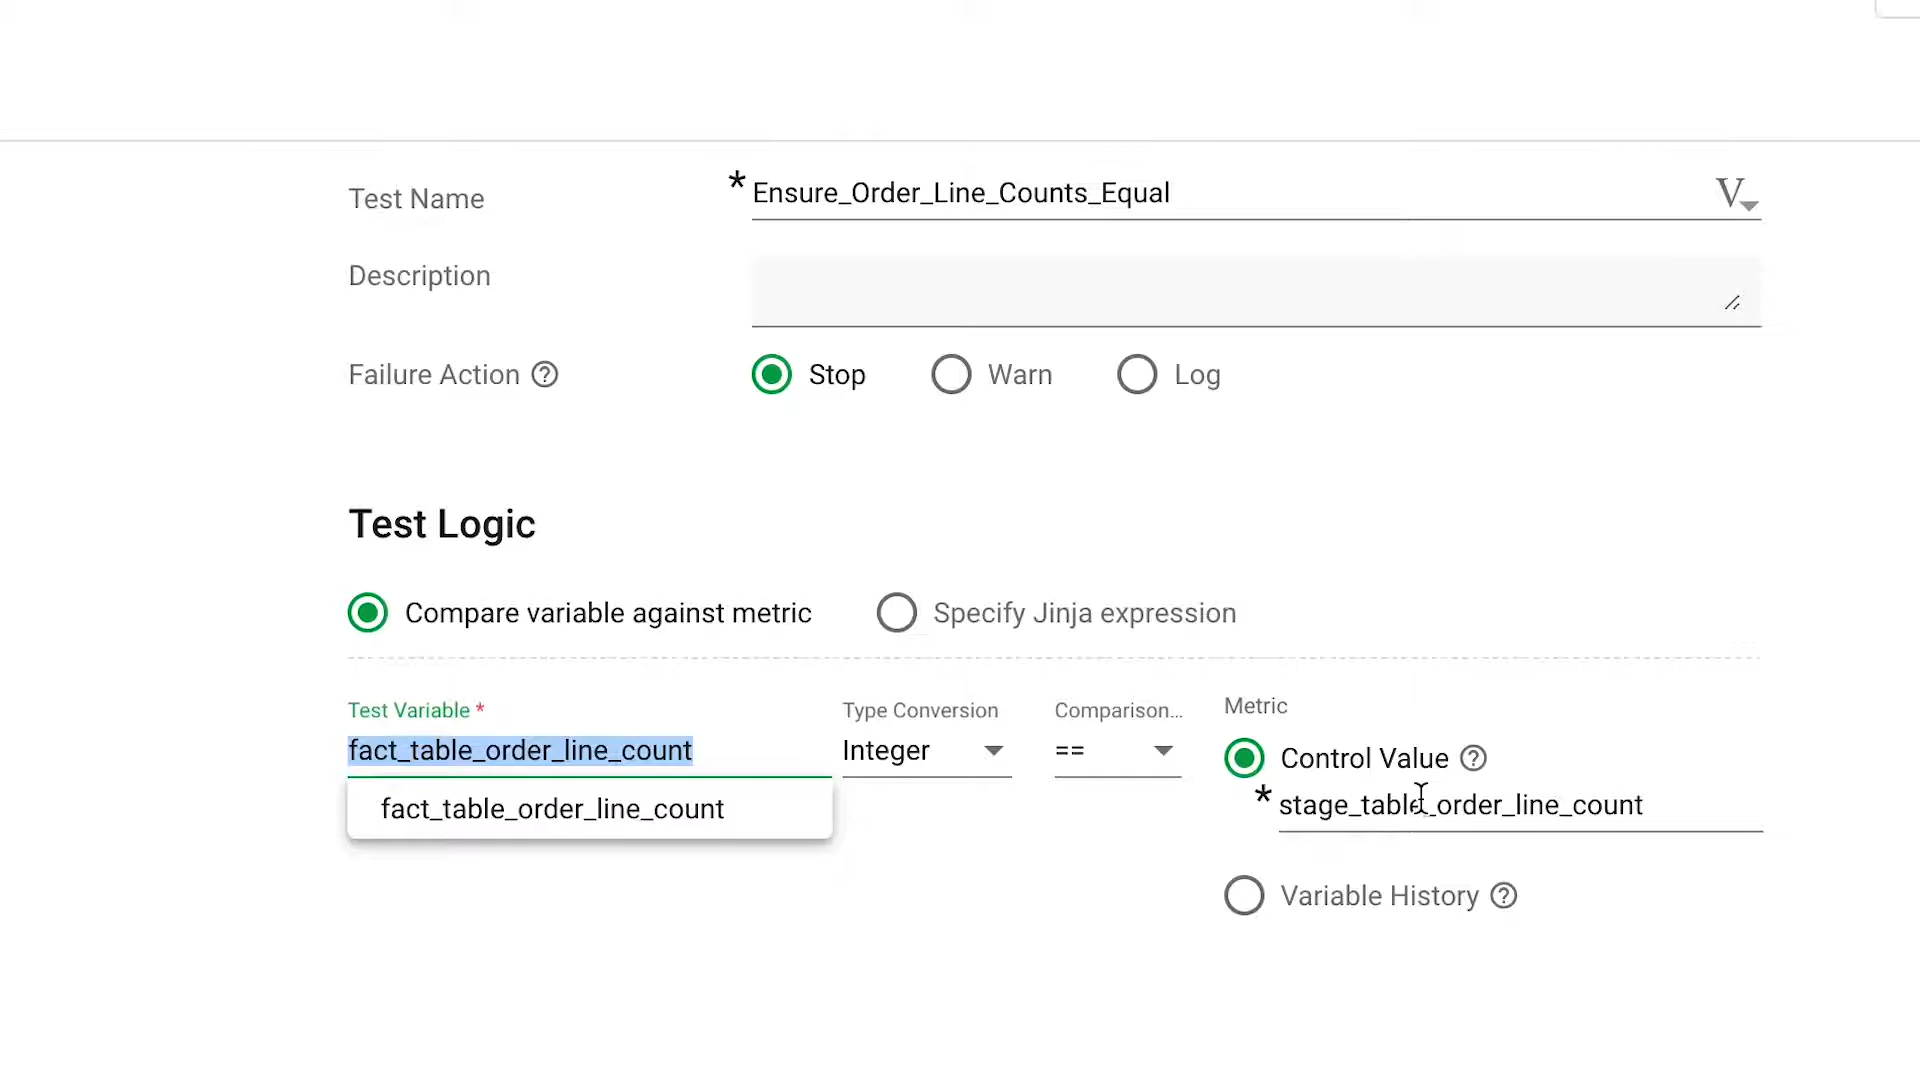 Test Name
* Ensure_Order_Line_Counts_Equal
V
Description
Failure Action ?
Stop
Warn
Log
Test Logic
Compare variable against metric
Specify Jinja expression
Test Variable *
Type Conversion
Comparison...
Metric
fact_table_order_line_count
Integer
==
Control Value ?
fact_table_order_line_count
* stage_table_order_line_count
Variable History ?